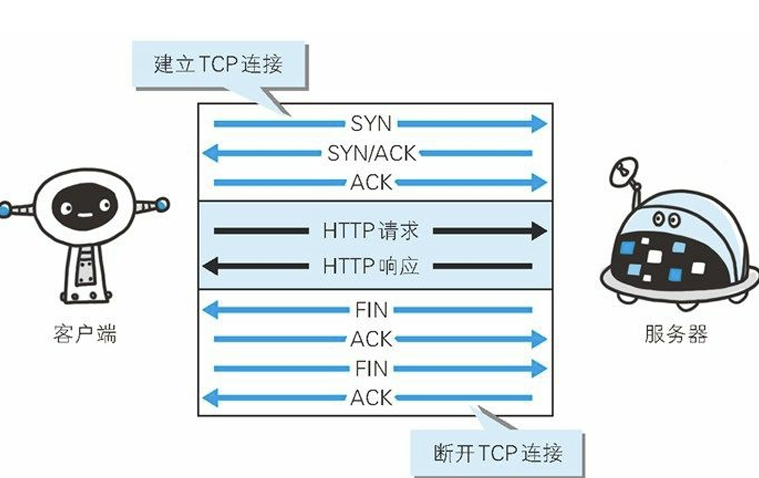 建立TCP连接
SYN
SYN/ACK
ACK
HTTP请求
HTTP响应
FIN
ACK
FIN
ACK
客户端
服务器
断开TCP连接